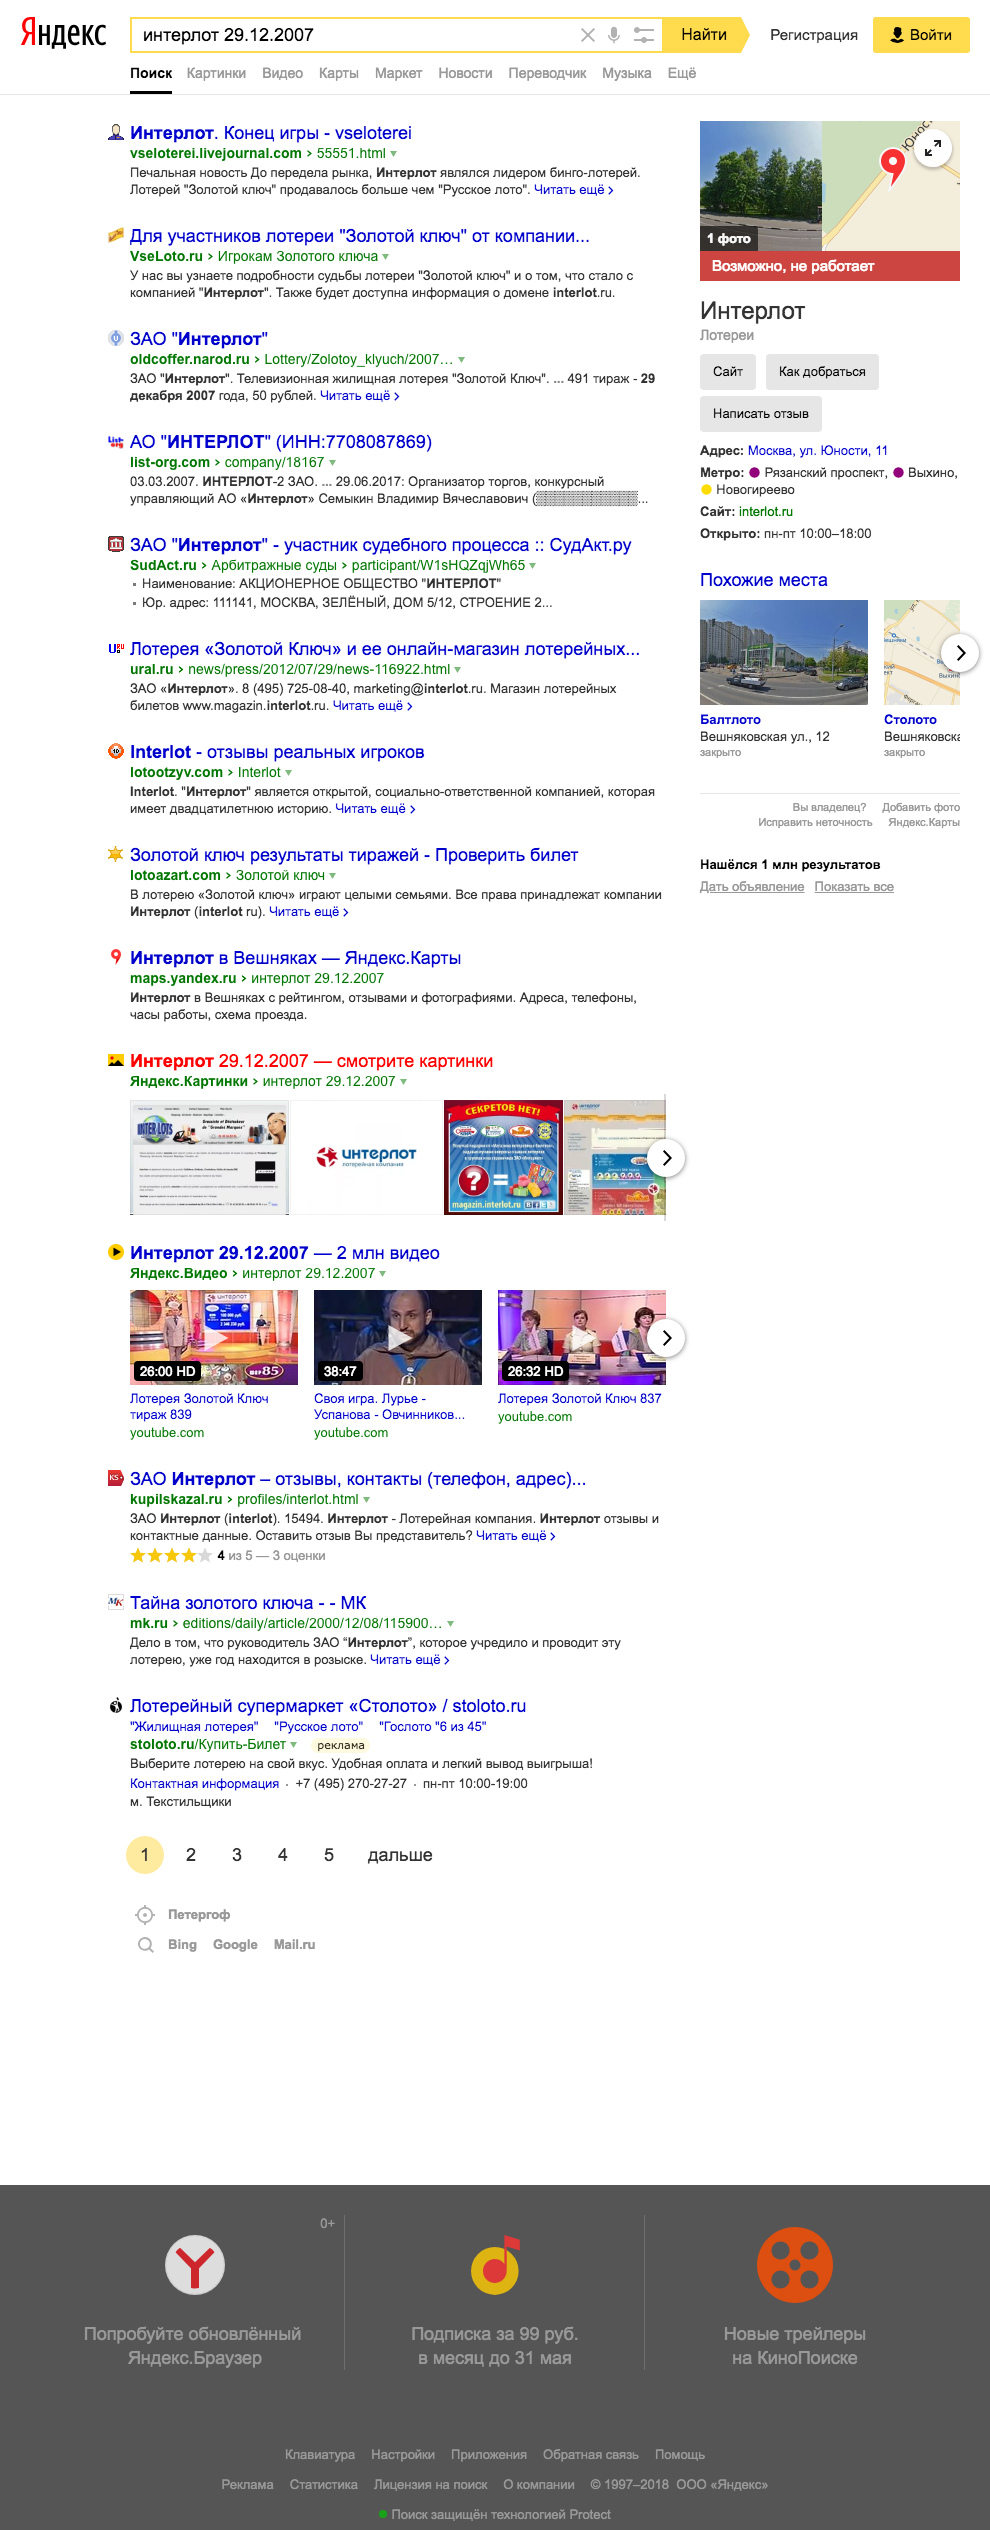 Яндекс
интерлот 29.12.2007
Найти
Регистрация
Войти
Поиск Картинки Видео Карты Маркет Новости Переводчик Музыка Ещё
Интерлот. Конец игры - vseloterei
vseloterei.livejournal.com › 55551.html
Печальная новость До передела рынка, Интерлот являлся лидером бинго-лотерей.
Лотерей "Золотой ключ" продавалось больше чем "Русское лото". Читать ещё ›
Для участников лотереи "Золотой ключ" от компании...
VseLoto.ru › Игрокам Золотого ключа
У нас вы узнаете подробности судьбы лотереи "Золотой ключ" и о том, что стало с
компанией "Интерлот". Также будет доступна информация о домене interlot.ru.
ЗАО "Интерлот"
oldcoffer.narod.ru › Lottery/Zolotoy_klyuch/2007…
ЗАО "Интерлот". Телевизионная жилищная лотерея "Золотой Ключ". ... 491 тираж - 29
декабря 2007 года, 50 рублей. Читать ещё ›
АО "ИНТЕРЛОТ" (ИНН:7708087869)
list-org.com › company/18167
03.03.2007. ИНТЕРЛОТ-2 ЗАО. ... 29.06.2017: Организатор торгов, конкурсный
управляющий АО «Интерлот» Семыкин Владимир Вячеславович (▒▒▒▒▒▒▒▒▒▒▒▒...
ЗАО "Интерлот" - участник судебного процесса :: СудАкт.ру
SudAct.ru › Арбитражные суды › participant/W1sHQZqjWh65
Наименование: АКЦИОНЕРНОЕ ОБЩЕСТВО "ИНТЕРЛОТ"
Юр. адрес: 111141, МОСКВА, ЗЕЛЁНЫЙ, ДОМ 5/12, СТРОЕНИЕ 2...
Лотерея «Золотой Ключ» и ее онлайн-магазин лотерейных...
ural.ru › news/press/2012/07/29/news-116922.html
ЗАО «Интерлот». 8 (495) 725-08-40, marketing@interlot.ru. Магазин лотерейных
билетов www.magazin.interlot.ru. Читать ещё ›
Interlot - отзывы реальных игроков
lotootzyv.com › Interlot
Interlot. "Интерлот" является открытой, социально-ответственной компанией, которая
имеет двадцатилетнюю историю. Читать ещё ›
Золотой ключ результаты тиражей - Проверить билет
lotoazart.com › Золотой ключ
В лотерею «Золотой ключ» играют целыми семьями. Все права принадлежат компании
Интерлот (interlot ru). Читать ещё ›
Интерлот в Вешняках — Яндекс.Карты
maps.yandex.ru › интерлот 29.12.2007
Интерлот в Вешняках с рейтингом, отзывами и фотографиями. Адреса, телефоны,
часы работы, схема проезда.
Интерлот 29.12.2007 — смотрите картинки
Яндекс.Картинки › интерлот 29.12.2007
INTER-LOTS
интерлот
лотерейная компания
СЕКРЕТОВ НЕТ!
magazin.interlot.ru
Интерлот 29.12.2007 — 2 млн видео
Яндекс.Видео › интерлот 29.12.2007
26:00 HD
38:47
26:32 HD
Лотерея Золотой Ключ
тираж 839
youtube.com
Своя игра. Лурье -
Успанова - Овчинников...
youtube.com
Лотерея Золотой Ключ 837
youtube.com
ЗАО Интерлот – отзывы, контакты (телефон, адрес)...
kupilskazal.ru › profiles/interlot.html
ЗАО Интерлот (interlot). 15494. Интерлот - Лотерейная компания. Интерлот отзывы и
контактные данные. Оставить отзыв Вы представитель? Читать ещё ›
4 из 5 — 3 оценки
Тайна золотого ключа - - МК
mk.ru › editions/daily/article/2000/12/08/115900…
Дело в том, что руководитель ЗАО “Интерлот”, которое учредило и проводит эту
лотерею, уже год находится в розыске. Читать ещё ›
Лотерейный супермаркет «Столото» / stoloto.ru
"Жилищная лотерея" "Русское лото" "Гослото "6 из 45"
stoloto.ru/Купить-Билет реклама
Выберите лотерею на свой вкус. Удобная оплата и легкий вывод выигрыша!
Контактная информация · +7 (495) 270-27-27 · пн-пт 10:00-19:00
м. Текстильщики
1 2 3 4 5 дальше
Петергоф
Bing Google Mail.ru
1 фото
Возможно, не работает
Интерлот
Лотереи
Сайт
Как добраться
Написать отзыв
Адрес: Москва, ул. Юности, 11
Метро: Рязанский проспект, Выхино,
Новогиреево
Сайт: interlot.ru
Открыто: пн-пт 10:00–18:00
Похожие места
Балтлото
Вешняковская ул., 12
закрыто
Столото
Вешняковска
закрыто
Вы владелец? Добавить фото
Исправить неточность Яндекс.Карты
Нашёлся 1 млн результатов
Дать объявление Показать все
0+
Попробуйте обновлённый
Яндекс.Браузер
Подписка за 99 руб.
в месяц до 31 мая
Новые трейлеры
на КиноПоиске
Клавиатура Настройки Приложения Обратная связь Помощь
Реклама Статистика Лицензия на поиск О компании © 1997–2018 ООО «Яндекс»
Поиск защищён технологией Protect